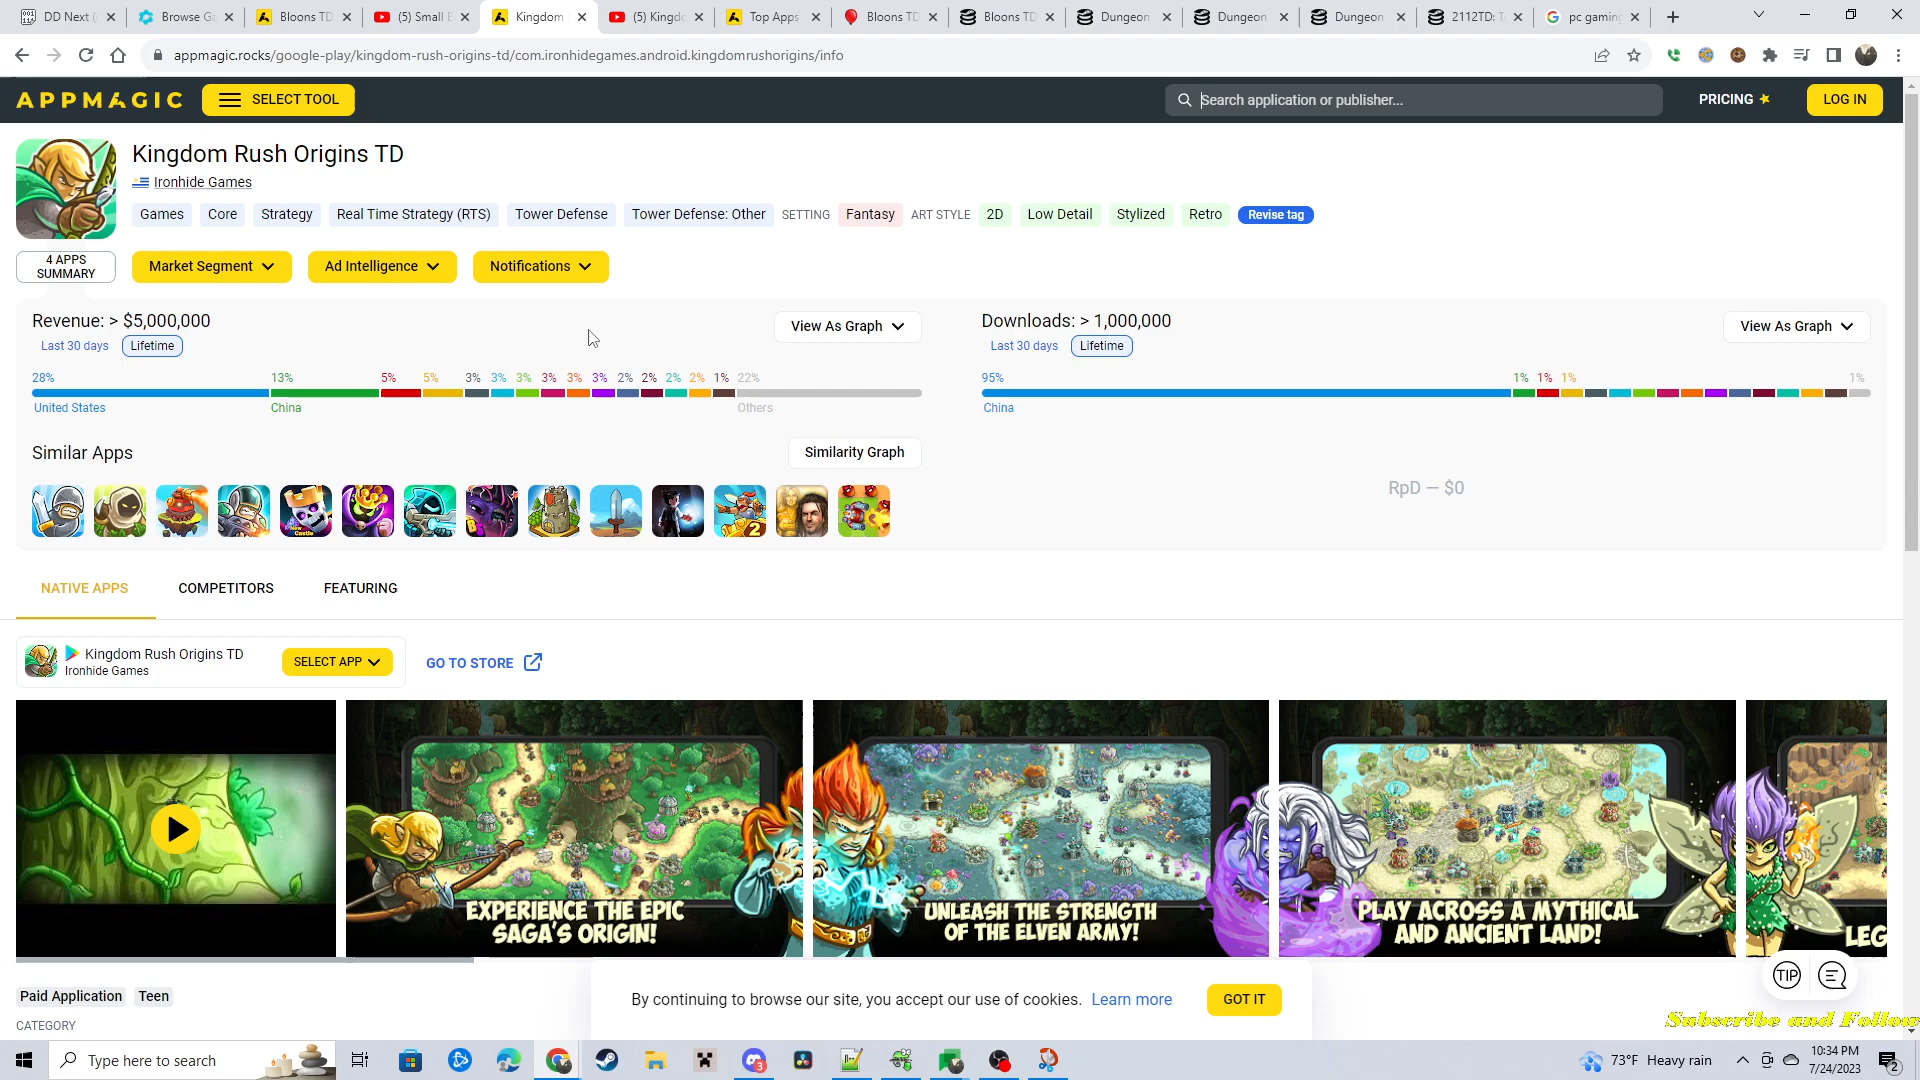 DD Next
Browse Ga
Bloons TD
(5) Small B
Kingdom
(5) Kingdo
Top Apps
Bloons TD
Bloons TD
Dungeon
Dungeon
Dungeon
2112TD: T
pc gaming
appmagic.rocks/google-play/kingdom-rush-origins-td/com.ironhidegames.android.kingdomrushorigins/info
APPMAGIC
SELECT TOOL
Search application or publisher...
PRICING
LOG IN
Kingdom Rush Origins TD
Ironhide Games
Games Core Strategy Real Time Strategy (RTS) Tower Defense Tower Defense: Other SETTING Fantasy ART STYLE 2D Low Detail Stylized Retro Revise tag
4 APPS
SUMMARY
Market Segment
Ad Intelligence
Notifications
Revenue: > $5,000,000
Last 30 days Lifetime
View As Graph
28% 13% 5% 5% 3% 3% 3% 3% 3% 3% 2% 2% 2% 2% 1% 22%
United States China Others
Downloads: > 1,000,000
Last 30 days Lifetime
View As Graph
95% 1% 1% 1% 1%
China
Similar Apps
Similarity Graph
RpD — $0
NATIVE APPS
COMPETITORS
FEATURING
Kingdom Rush Origins TD
Ironhide Games
SELECT APP
GO TO STORE
EXPERIENCE THE EPIC
SAGA'S ORIGIN!
UNLEASH THE STRENGTH
OF THE ELVEN ARMY!
PLAY ACROSS A MYTHICAL
AND ANCIENT LAND!
LEG
TIP
Paid Application Teen
CATEGORY
By continuing to browse our site, you accept our use of cookies. Learn more
GOT IT
Subscribe and Follow
Type here to search
3
73°F Heavy rain
10:34 PM
7/24/2023
2